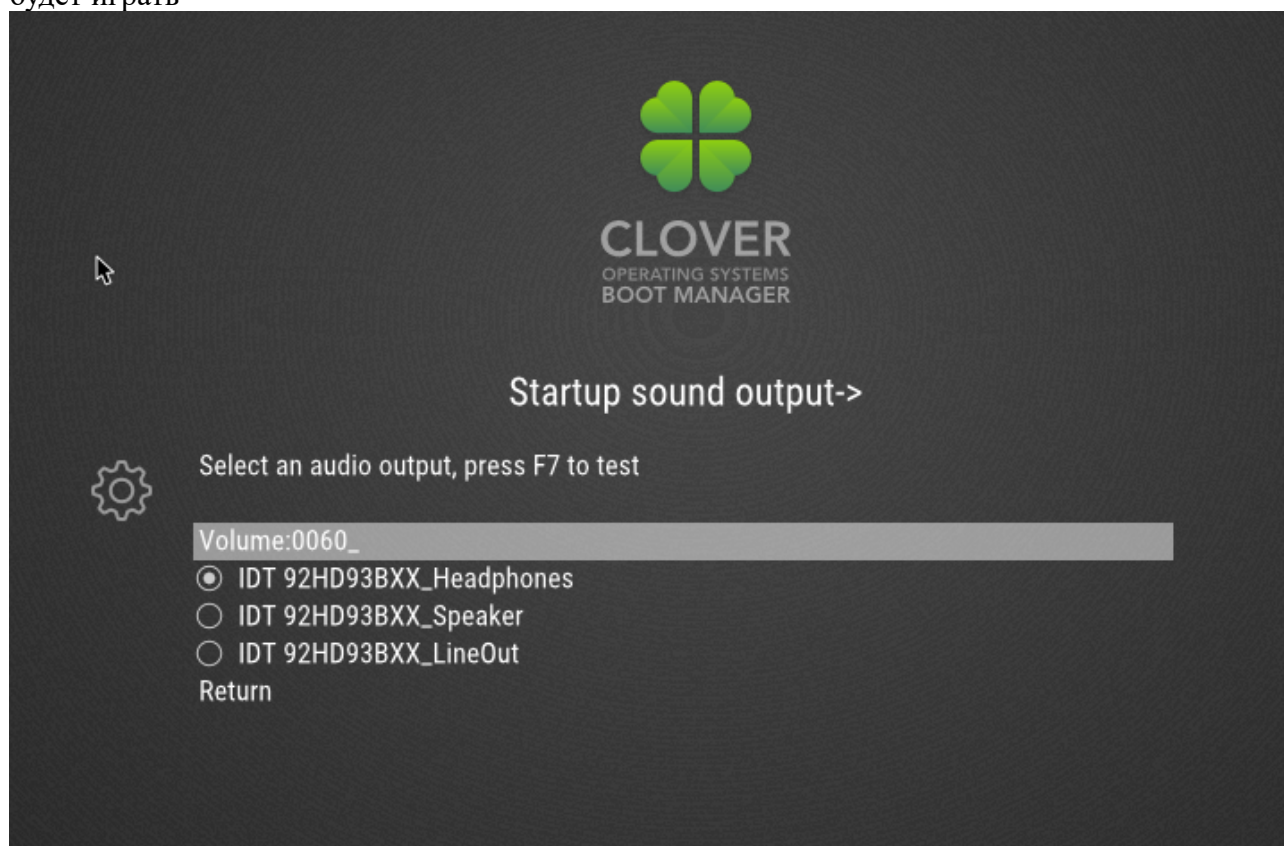 будет играть
CLOVER
OPERATING SYSTEMS
BOOT MANAGER
Startup sound output->
Select an audio output, press F7 to test
Volume:0060_
IDT 92HD93BXX_Headphones
IDT 92HD93BXX_Speaker
IDT 92HD93BXX_LineOut
Return